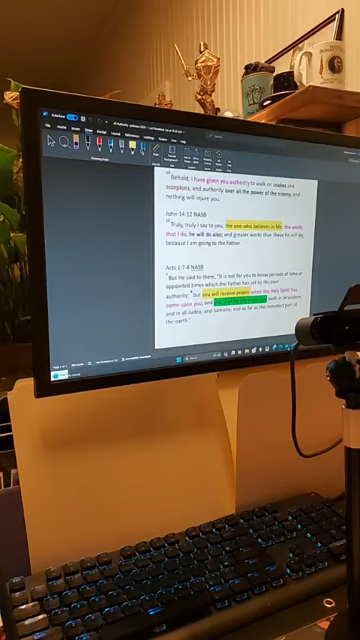 Behold, I have given you authority to walk on snakes and
scorpions, and authority over all the power of the enemy, and
nothing will injure you.
John 14:12 NASB
12 Truly, truly I say to you, the one who believes in Me, the works
that I do, he will do also; and greater works than these he will do;
because I am going to the Father.
Acts 1:7-8 NASB
7 But He said to them, "It is not for you to know periods of time or
appointed times which the Father has set by His own
authority; 8 but you will receive power when the Holy Spirit has
come upon you; and you shall be My witnesses both in Jerusalem
and in all Judea, and Samaria, and as far as the remotest part of
the earth."